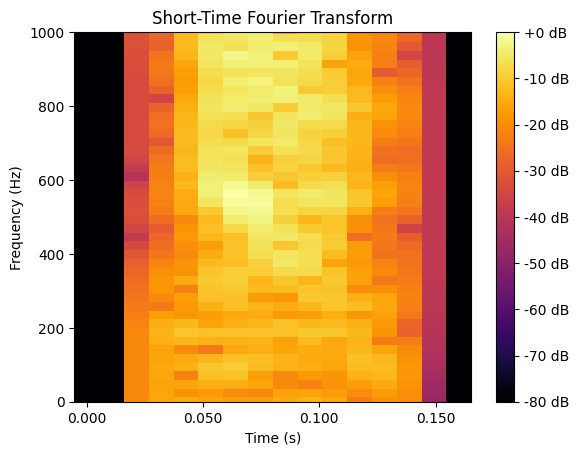 Short-Time Fourier Transform
1000
800
600
400
200
0
Frequency (Hz)
0.000
0.050
0.100
0.150
Time (s)
+0 dB
-10 dB
-20 dB
-30 dB
-40 dB
-50 dB
-60 dB
-70 dB
-80 dB